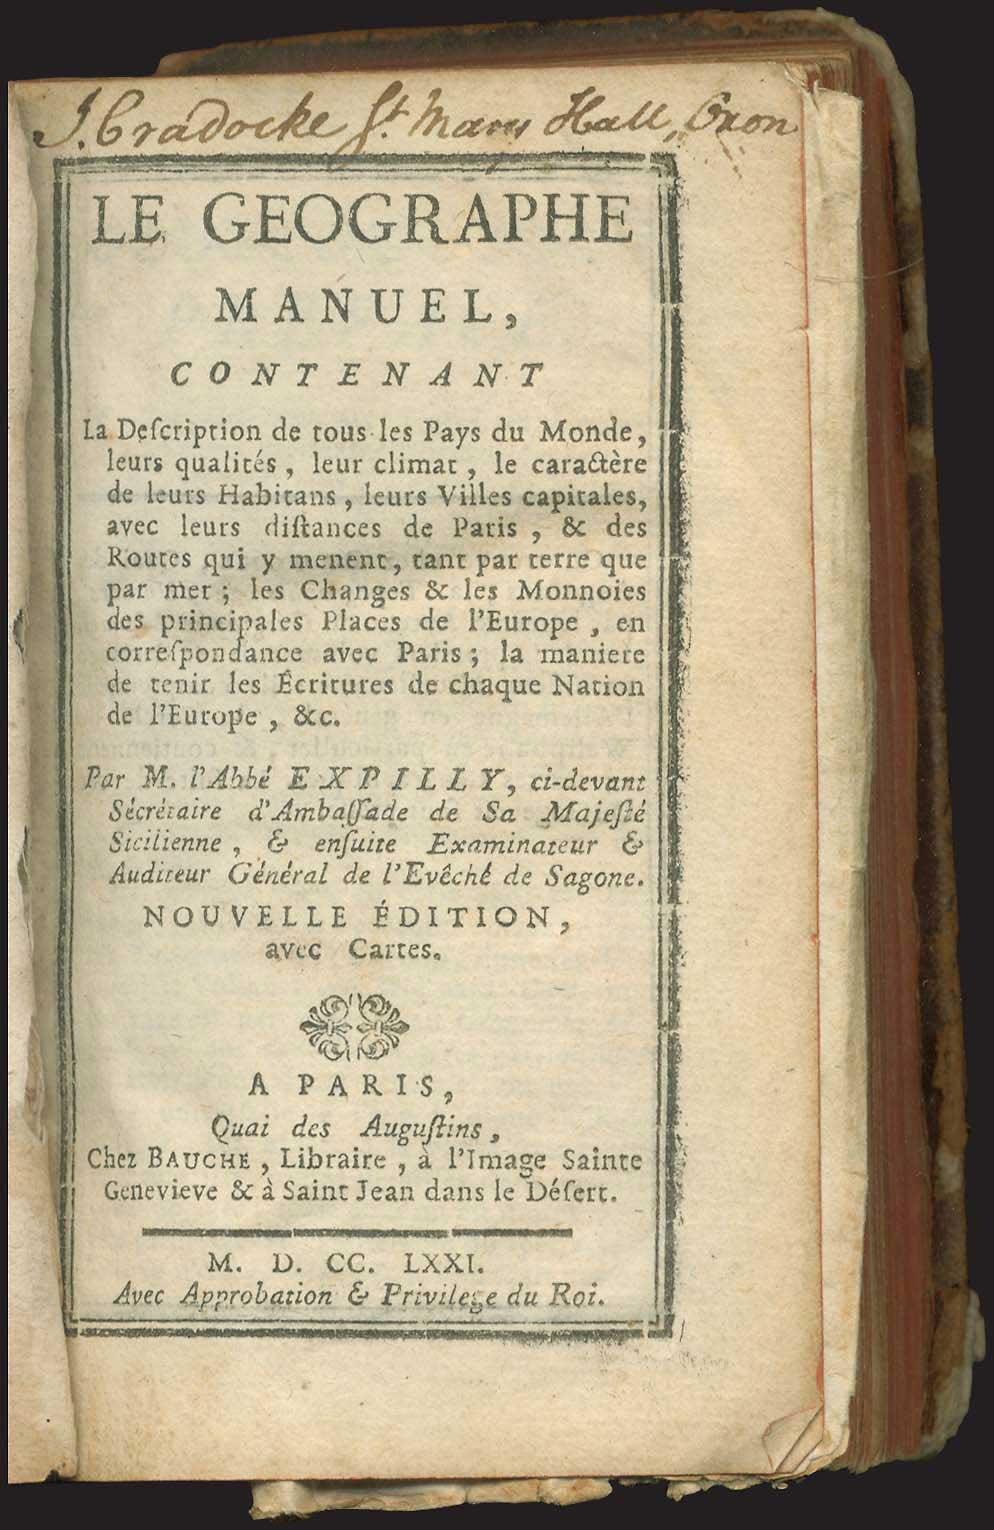 J. Cradocke St. Marys Hall, Oxon
LE GEOGRAPHE
MANUEL,
CONTENANT
La Deſcription de tous les Pays du Monde,
leurs qualités, leur climat, le caractère
de leurs Habitans, leurs Villes capitales,
avec leurs diſtances de Paris, & des
Routes qui y menent, tant par terre que
par mer; les Changes & les Monnoies
des principales Places de l'Europe, en
correſpondance avec Paris; la maniere
de tenir les Écritures de chaque Nation
de l'Europe, &c.
Par M. l'Abbé EXPILLY, ci-devant
Sécrétaire d'Ambaſſade de Sa Majeſté
Sicilienne, & enſuite Examinateur &
Auditeur Général de l'Evêché de Sagone.
NOUVELLE ÉDITION,
avec Cartes.
A PARIS,
Quai des Auguſtins,
Chez BAUCHE, Libraire, à l'Image Sainte
Genevieve & à Saint Jean dans le Déſert.
M. D. CC. LXXI.
Avec Approbation & Privilege du Roi.